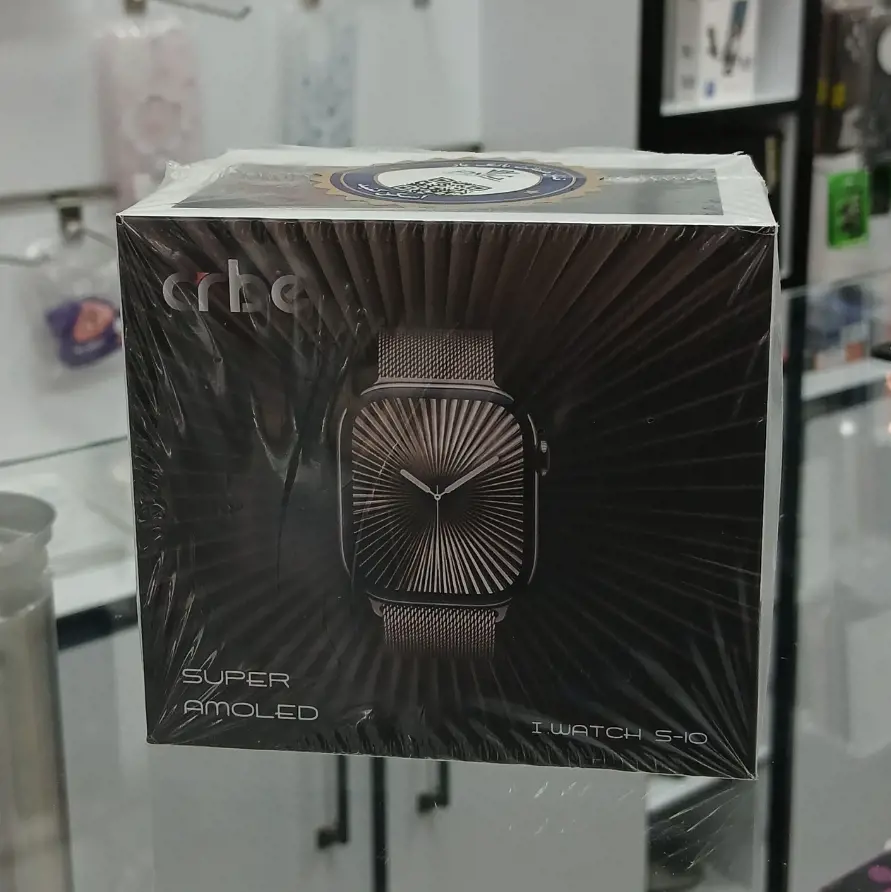 orbe
SUPER
AMOLED
I.WATCH S-10